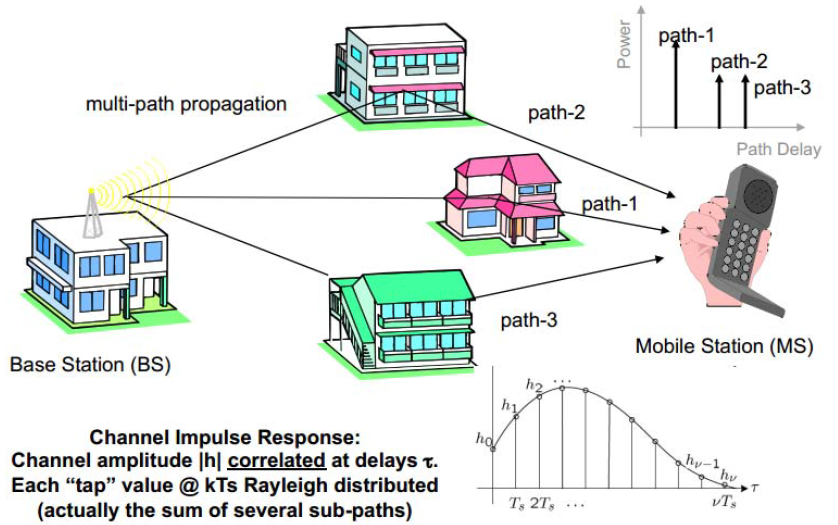 Power
path-1
path-2
path-3
Path Delay
multi-path propagation
path-2
path-1
path-3
Base Station (BS)
Mobile Station (MS)
Channel Impulse Response:
Channel amplitude |h| correlated at delays τ.
Each “tap” value @ kTs Rayleigh distributed
(actually the sum of several sub-paths)
h₀
h₁
h₂
···
hᵥ₋₁
hᵥ
τ
Tₛ 2Tₛ ···
νTₛ